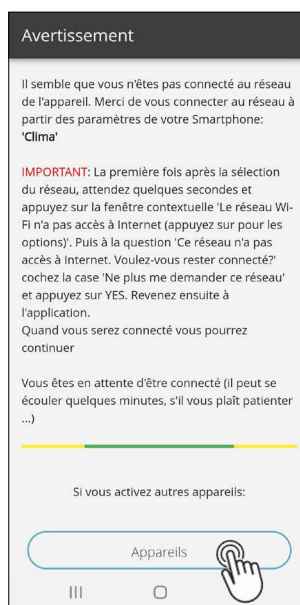 Avertissement
Il semble que vous n'êtes pas connecté au réseau
de l'appareil. Merci de vous connecter au réseau à
partir des paramètres de votre Smartphone:
'Clima'
IMPORTANT: La première fois après la sélection
du réseau, attendez quelques secondes et
appuyez sur la fenêtre contextuelle 'Le réseau Wi-
Fi n'a pas accès à Internet (appuyez sur pour les
options)'. Puis à la question 'Ce réseau n'a pas
accès à Internet. Voulez-vous rester connecté?'
cochez la case 'Ne plus me demander ce réseau'
et appuyez sur YES. Revenez ensuite à
l'application.
Quand vous serez connecté vous pourrez
continuer
Vous êtes en attente d'être connecté (il peut se
écouler quelques minutes, s'il vous plaît patienter
...)
Si vous activez autres appareils:
Appareils